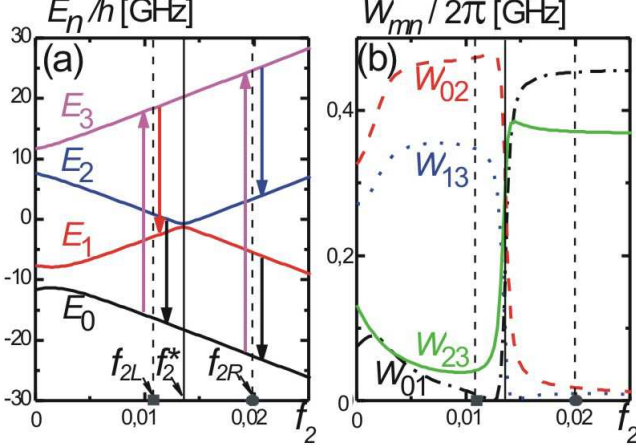 E_n/h [GHz]
W_mn/2π [GHz]
30
(a)
(b)
20
E_3
0,4
W_02
10
E_2
W_13
0
0,2
E_1
-10
E_0
W_23
-20
f_2L f_2* f_2R
W_01
-30
0
0 0,01 0,02 f_2
0 0,01 0,02 f_2